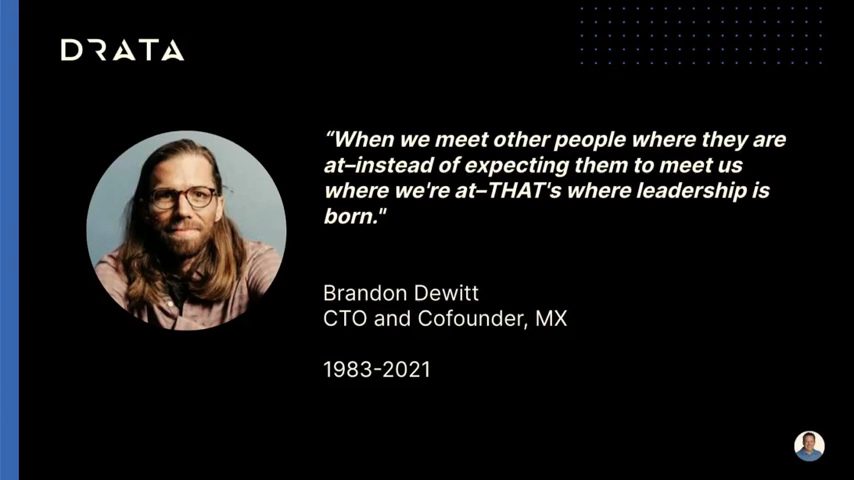 DRATA
“When we meet other people where they are
at–instead of expecting them to meet us
where we're at–THAT's where leadership is
born."
Brandon Dewitt
CTO and Cofounder, MX
1983-2021